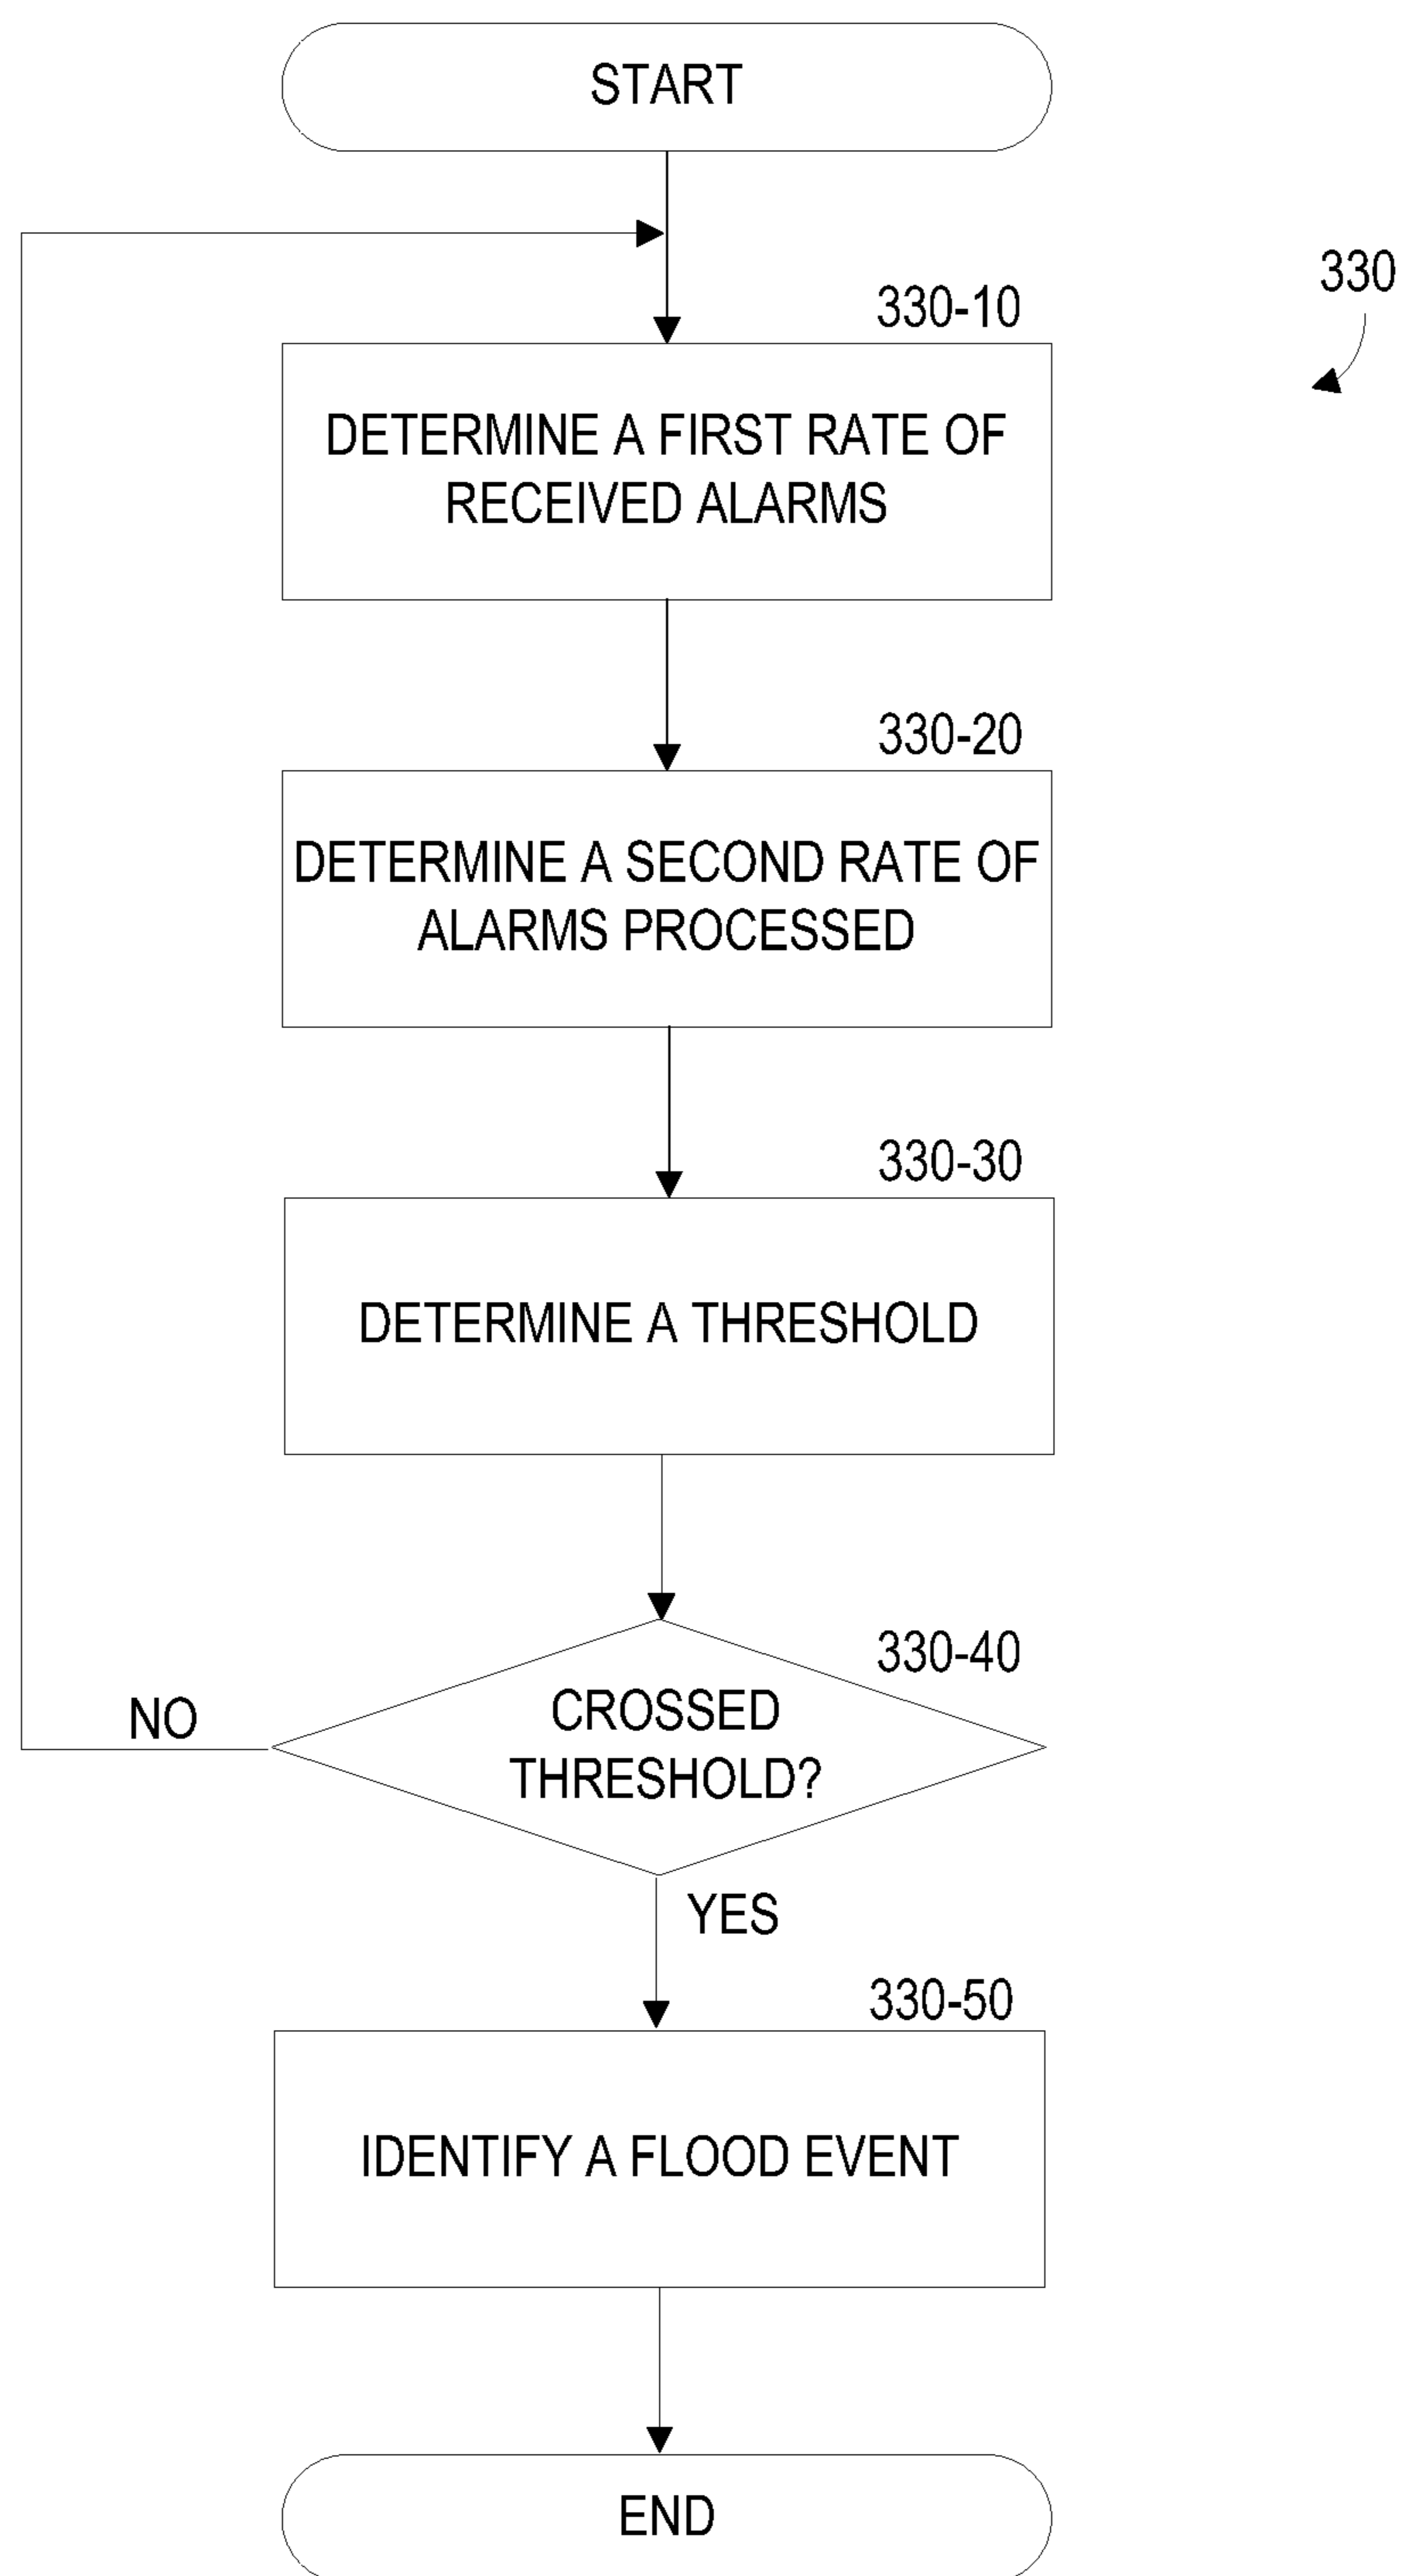 START
330
330-10
DETERMINE A FIRST RATE OF
RECEIVED ALARMS
330-20
DETERMINE A SECOND RATE OF
ALARMS PROCESSED
330-30
DETERMINE A THRESHOLD
330-40
CROSSED
THRESHOLD?
NO
YES
330-50
IDENTIFY A FLOOD EVENT
END